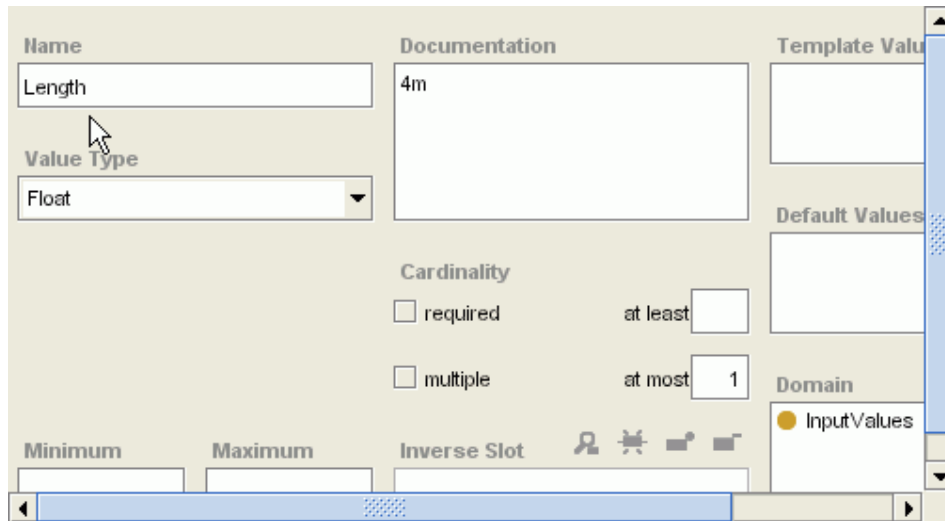 Name
Documentation
Template Valu
Length
4m
Value Type
Float
Default Values
Cardinality
required
at least
multiple
at most
1
Domain
InputValues
Minimum
Maximum
Inverse Slot